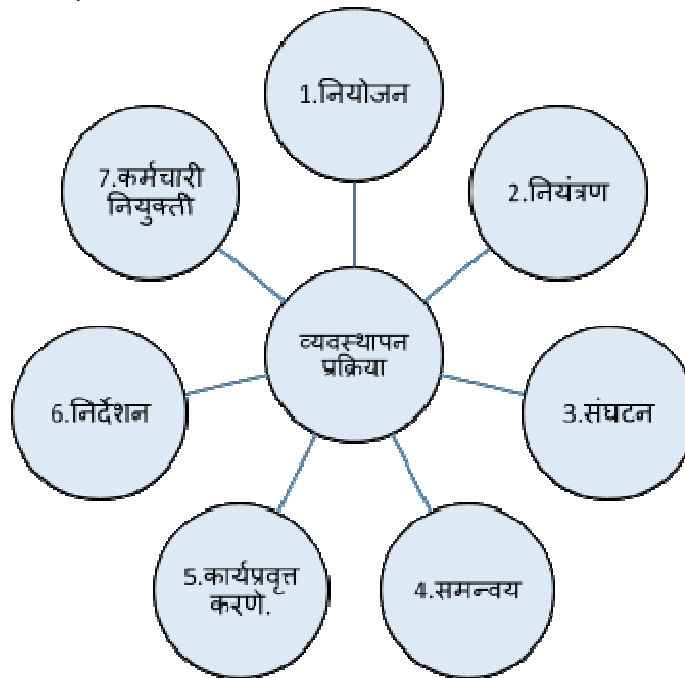 1.नियोजन
2.नियंत्रण
3.संघटन
4.समन्वय
5.कार्यप्रवृत्त
करणे.
6.निर्देशन
7.कर्मचारी
नियुक्ती
व्यवस्थापन
प्रक्रिया